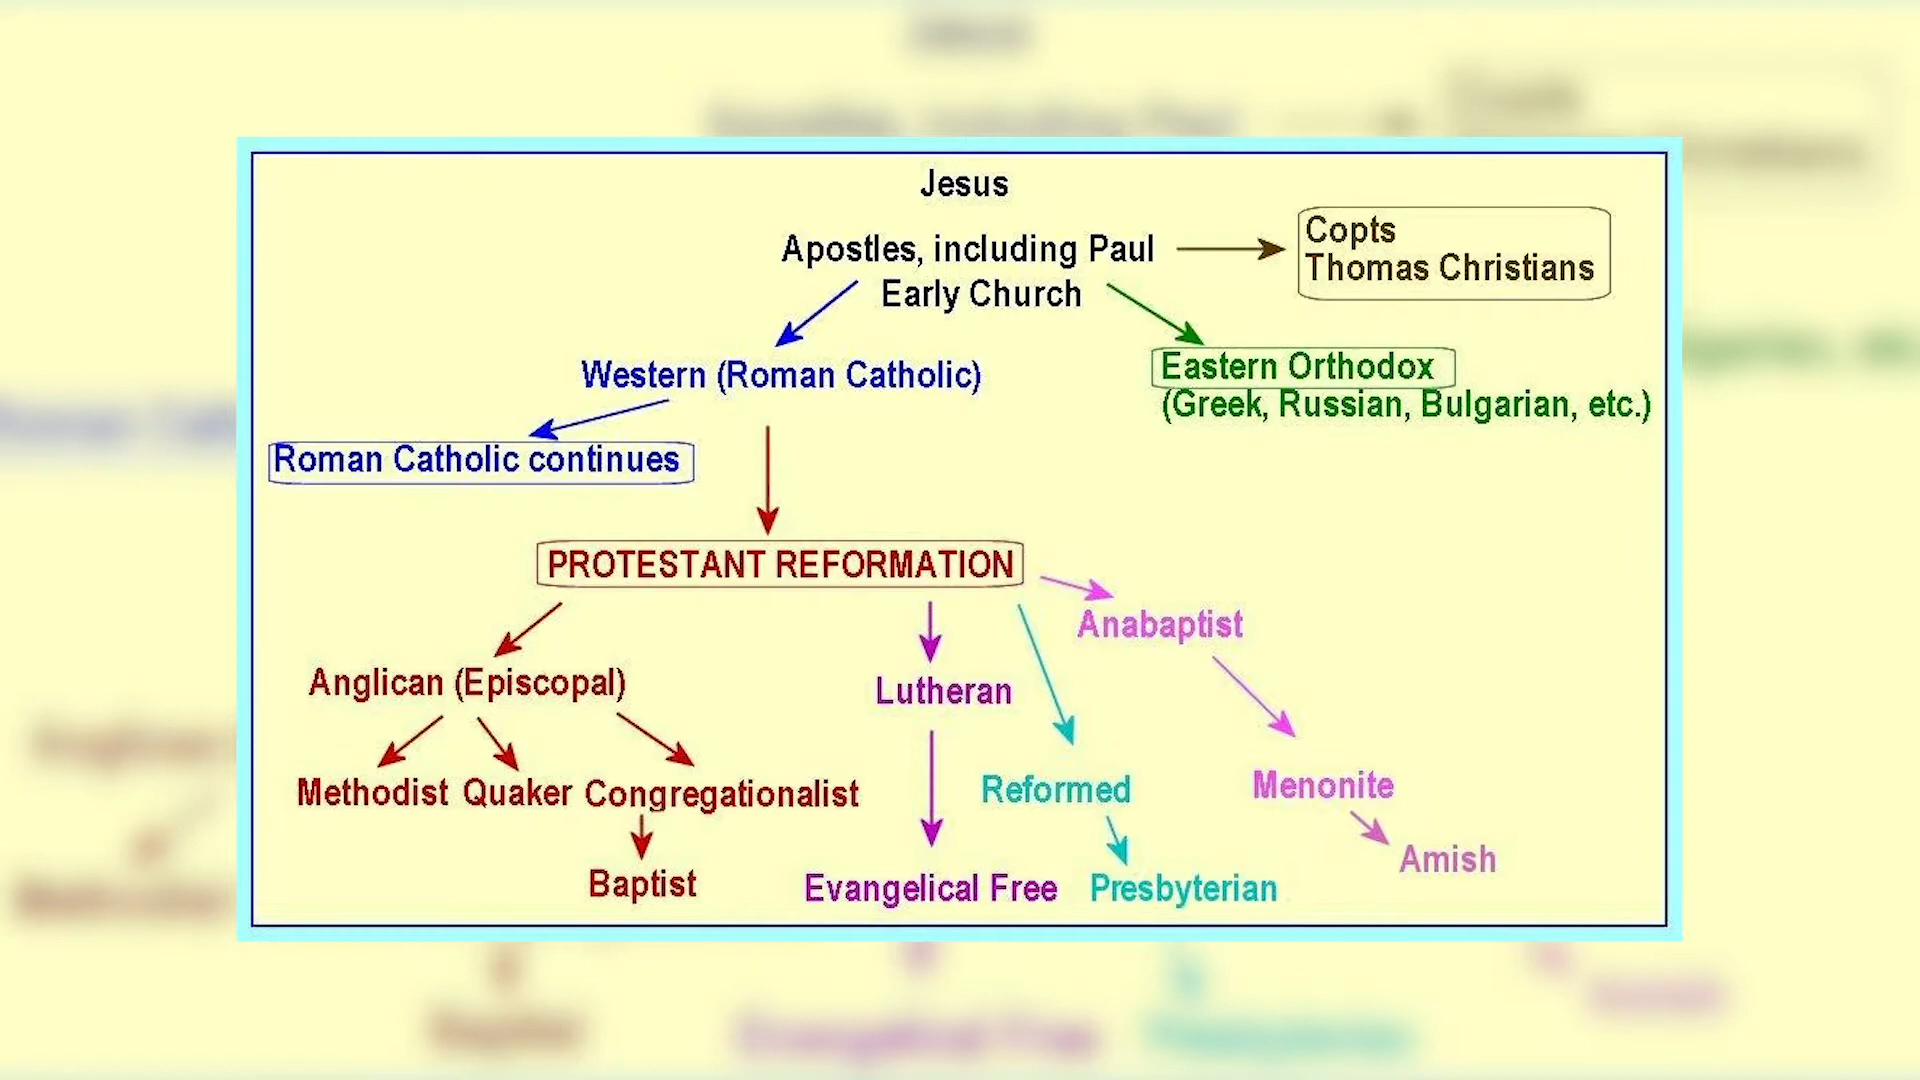 Jesus
Apostles, including Paul
Early Church
Copts
Thomas Christians
Western (Roman Catholic)
Eastern Orthodox
(Greek, Russian, Bulgarian, etc.)
Roman Catholic continues
PROTESTANT REFORMATION
Anabaptist
Anglican (Episcopal)
Lutheran
Methodist
Quaker
Congregationalist
Reformed
Menonite
Baptist
Evangelical Free
Presbyterian
Amish